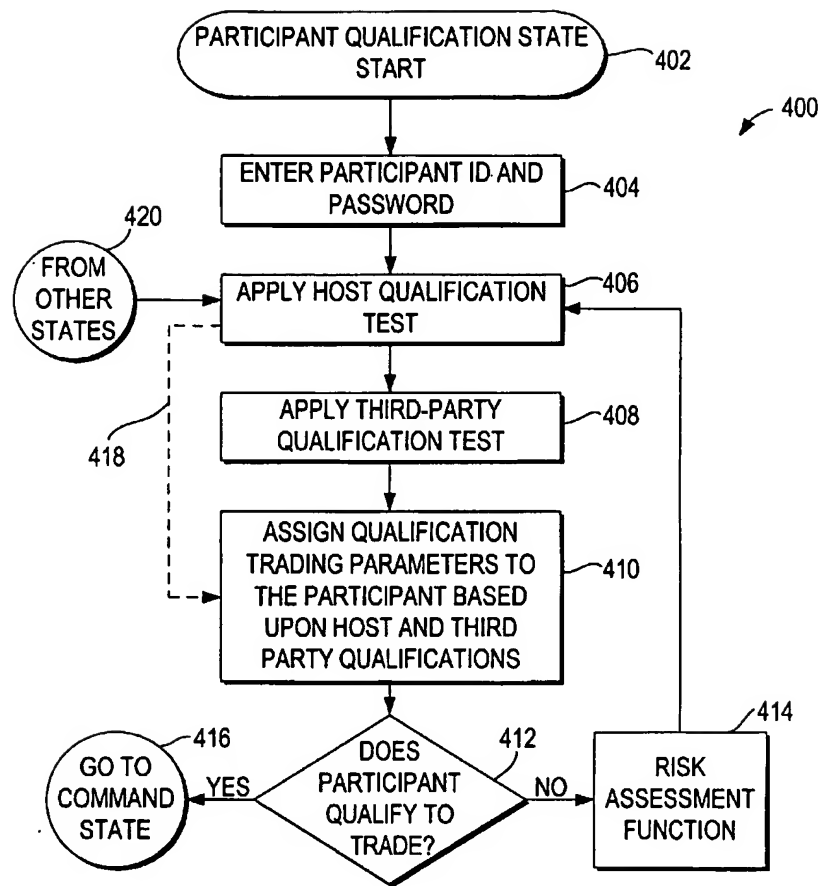 PARTICIPANT QUALIFICATION STATE
START
402
400
ENTER PARTICIPANT ID AND
PASSWORD
404
420
FROM
OTHER
STATES
APPLY HOST QUALIFICATION
TEST
406
418
APPLY THIRD-PARTY
QUALIFICATION TEST
408
ASSIGN QUALIFICATION
TRADING PARAMETERS TO
THE PARTICIPANT BASED
UPON HOST AND THIRD
PARTY QUALIFICATIONS
410
416
GO TO
COMMAND
STATE
YES
DOES
PARTICIPANT
QUALIFY TO
TRADE?
412
NO
414
RISK
ASSESSMENT
FUNCTION